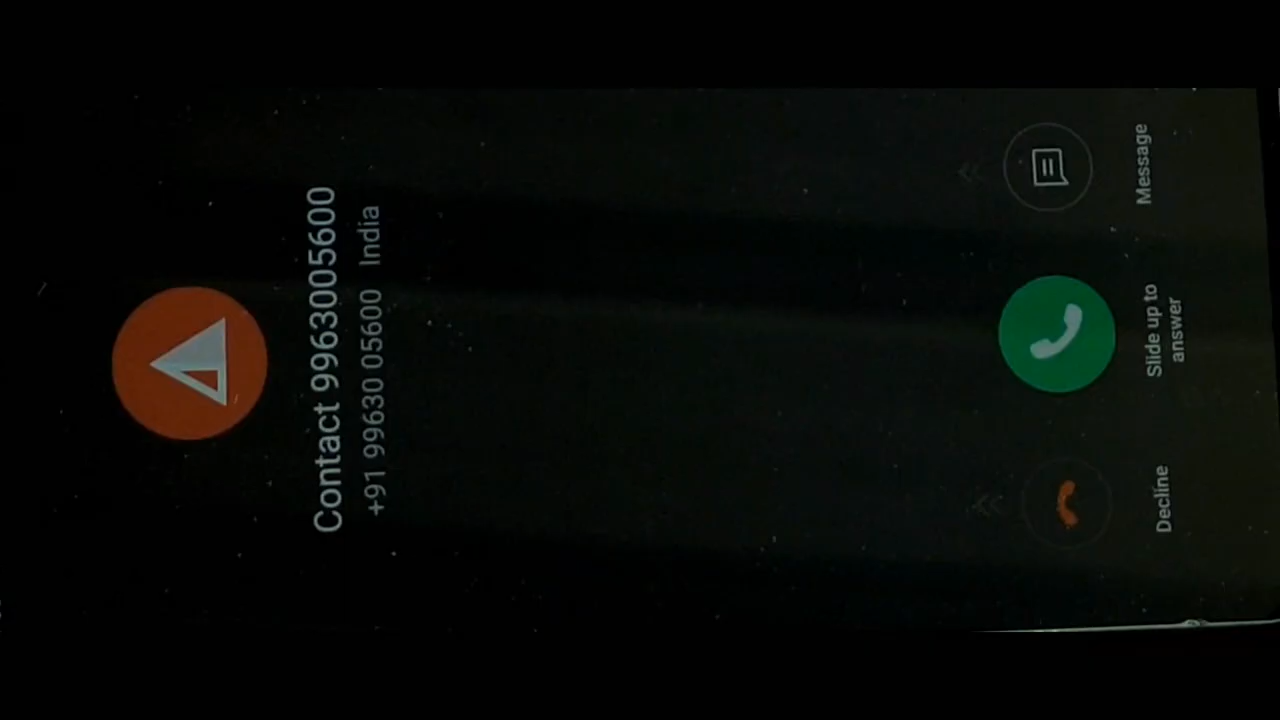 Contact 9963005600
+91 99630 05600 India
Decline
Slide up to
answer
Message